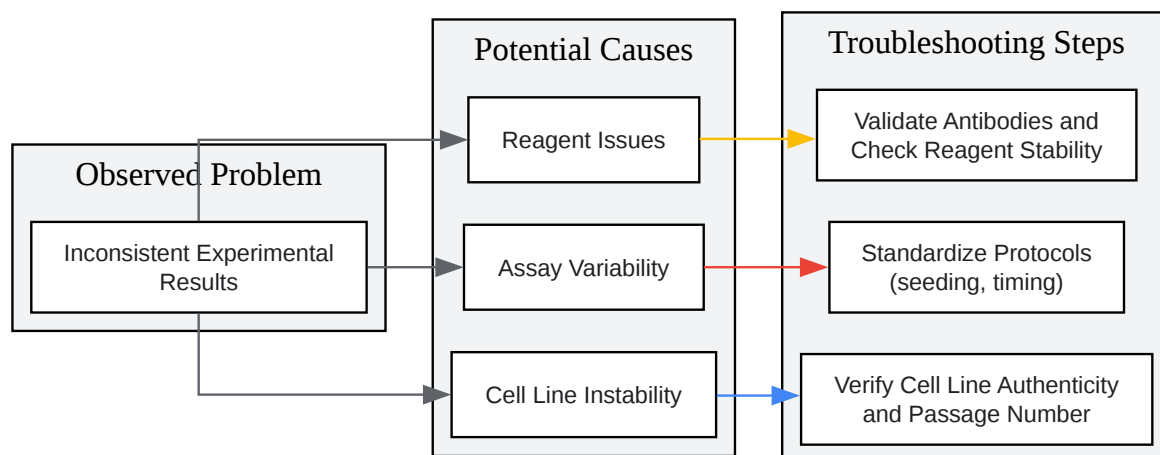 Observed Problem
Inconsistent Experimental
Results
Potential Causes
Reagent Issues
Assay Variability
Cell Line Instability
Troubleshooting Steps
Validate Antibodies and
Check Reagent Stability
Standardize Protocols
(seeding, timing)
Verify Cell Line Authenticity
and Passage Number